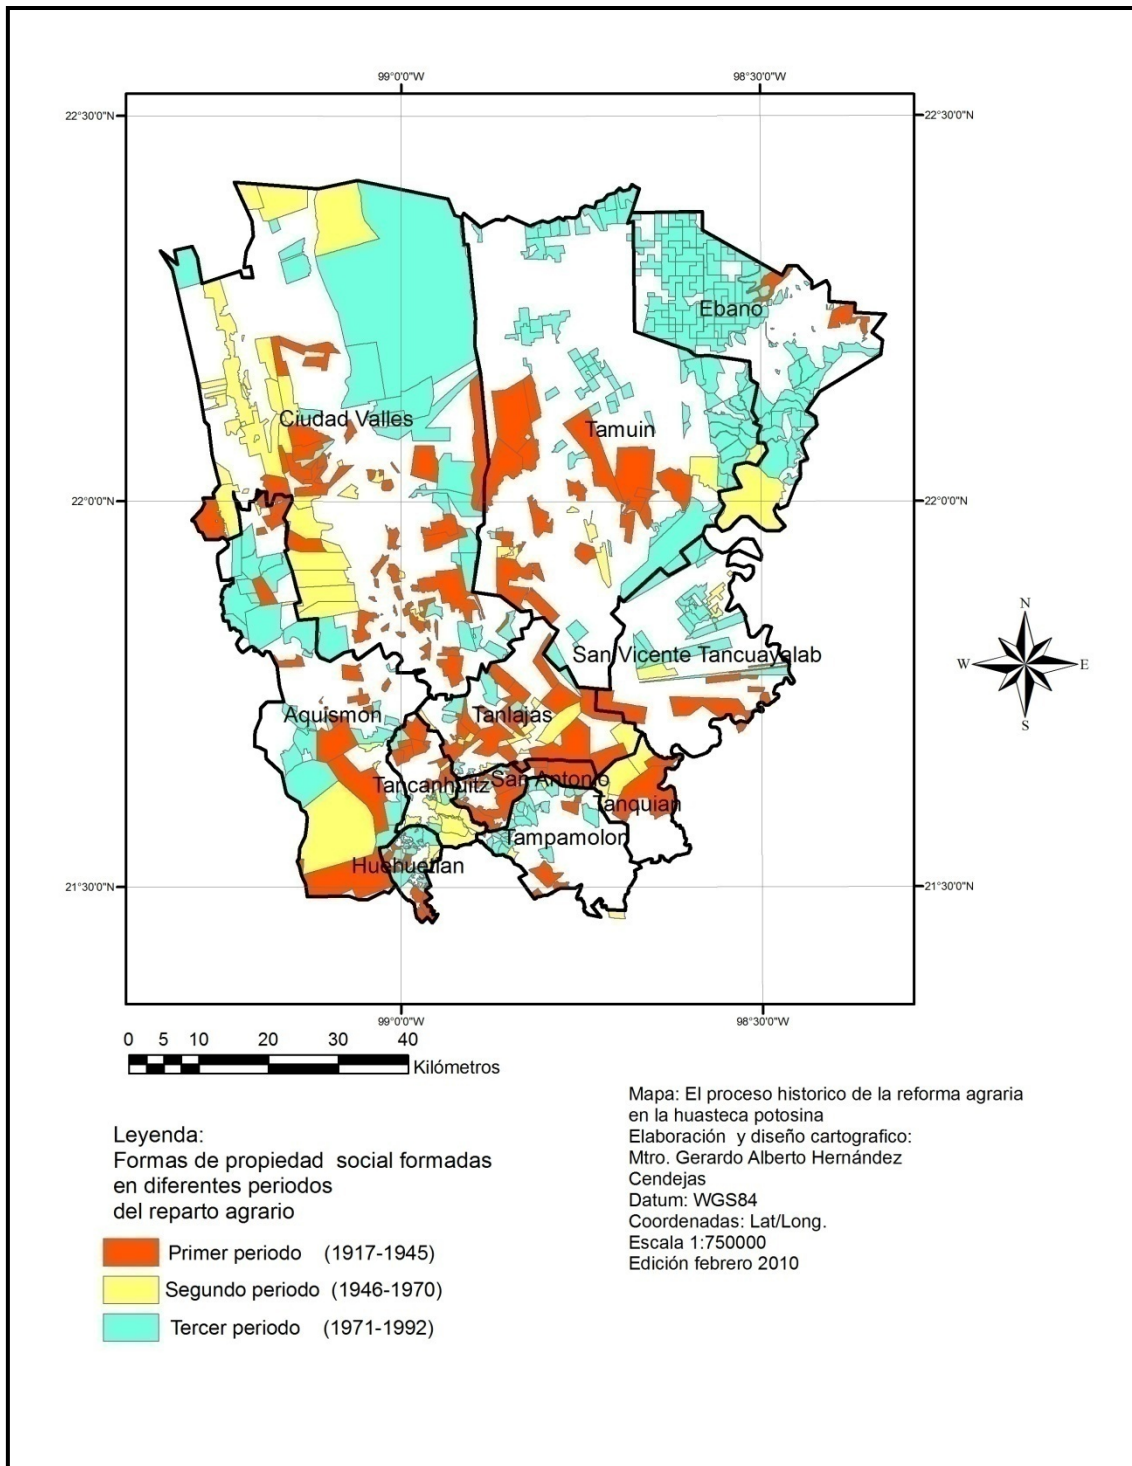 99°0'0"W
98°30'0"W
22°30'0"N
22°30'0"N
Ebano
Ciudad Valles
Tamuin
22°0'0"N
22°0'0"N
N
W
E
S
San Vicente Tancuayalab
Aquismon
Tanlajas
Tancanhuitz
San Antonio
Tanquian
Tampamolon
Huehuetlan
21°30'0"N
21°30'0"N
99°0'0"W
98°30'0"W
0 5 10 20 30 40
Kilómetros
Leyenda:
Formas de propiedad social formadas
en diferentes periodos
del reparto agrario
Primer periodo (1917-1945)
Segundo periodo (1946-1970)
Tercer periodo (1971-1992)
Mapa: El proceso historico de la reforma agraria
en la huasteca potosina
Elaboración y diseño cartografico:
Mtro. Gerardo Alberto Hernández
Cendejas
Datum: WGS84
Coordenadas: Lat/Long.
Escala 1:750000
Edición febrero 2010